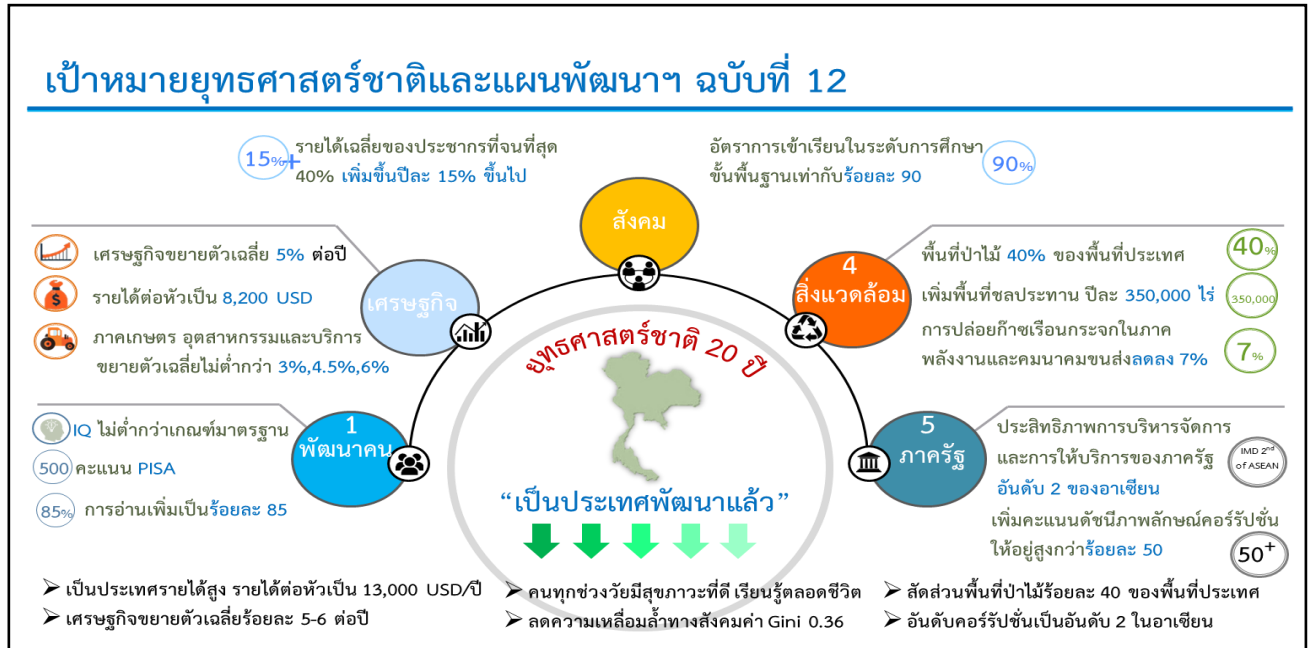 เป้าหมายยุทธศาสตร์ชาติและแผนพัฒนาฯ ฉบับที่ 12
15%+
รายได้เฉลี่ยของประชากรที่จนที่สุด
40% เพิ่มขึ้นปีละ 15% ขึ้นไป
อัตราการเข้าเรียนในระดับการศึกษา
ขั้นพื้นฐานเท่ากับร้อยละ 90
90%
สังคม
เศรษฐกิจขยายตัวเฉลี่ย 5% ต่อปี
รายได้ต่อหัวเป็น 8,200 USD
ภาคเกษตร อุตสาหกรรมและบริการ
ขยายตัวเฉลี่ยไม่ต่ำกว่า 3%,4.5%,6%
เศรษฐกิจ
4
สิ่งแวดล้อม
พื้นที่ป่าไม้ 40% ของพื้นที่ประเทศ
40%
เพิ่มพื้นที่ชลประทาน ปีละ 350,000 ไร่
350,000
การปล่อยก๊าซเรือนกระจกในภาค
พลังงานและคมนาคมขนส่งลดลง 7%
7%
ยุทธศาสตร์ชาติ 20 ปี
IQ ไม่ต่ำกว่าเกณฑ์มาตรฐาน
500 คะแนน PISA
85% การอ่านเพิ่มเป็นร้อยละ 85
1
พัฒนาคน
5
ภาครัฐ
ประสิทธิภาพการบริหารจัดการ
และการให้บริการของภาครัฐ
อันดับ 2 ของอาเซียน
IMD 2nd
of ASEAN
เพิ่มคะแนนดัชนีภาพลักษณ์คอร์รัปชั่น
ให้อยู่สูงกว่าร้อยละ 50
50+
“เป็นประเทศพัฒนาแล้ว”
➢ เป็นประเทศรายได้สูง รายได้ต่อหัวเป็น 13,000 USD/ปี
➢ เศรษฐกิจขยายตัวเฉลี่ยร้อยละ 5-6 ต่อปี
➢ คนทุกช่วงวัยมีสุขภาวะที่ดี เรียนรู้ตลอดชีวิต
➢ ลดความเหลื่อมล้ำทางสังคมค่า Gini 0.36
➢ สัดส่วนพื้นที่ป่าไม้ร้อยละ 40 ของพื้นที่ประเทศ
➢ อันดับคอร์รัปชั่นเป็นอันดับ 2 ในอาเซียน